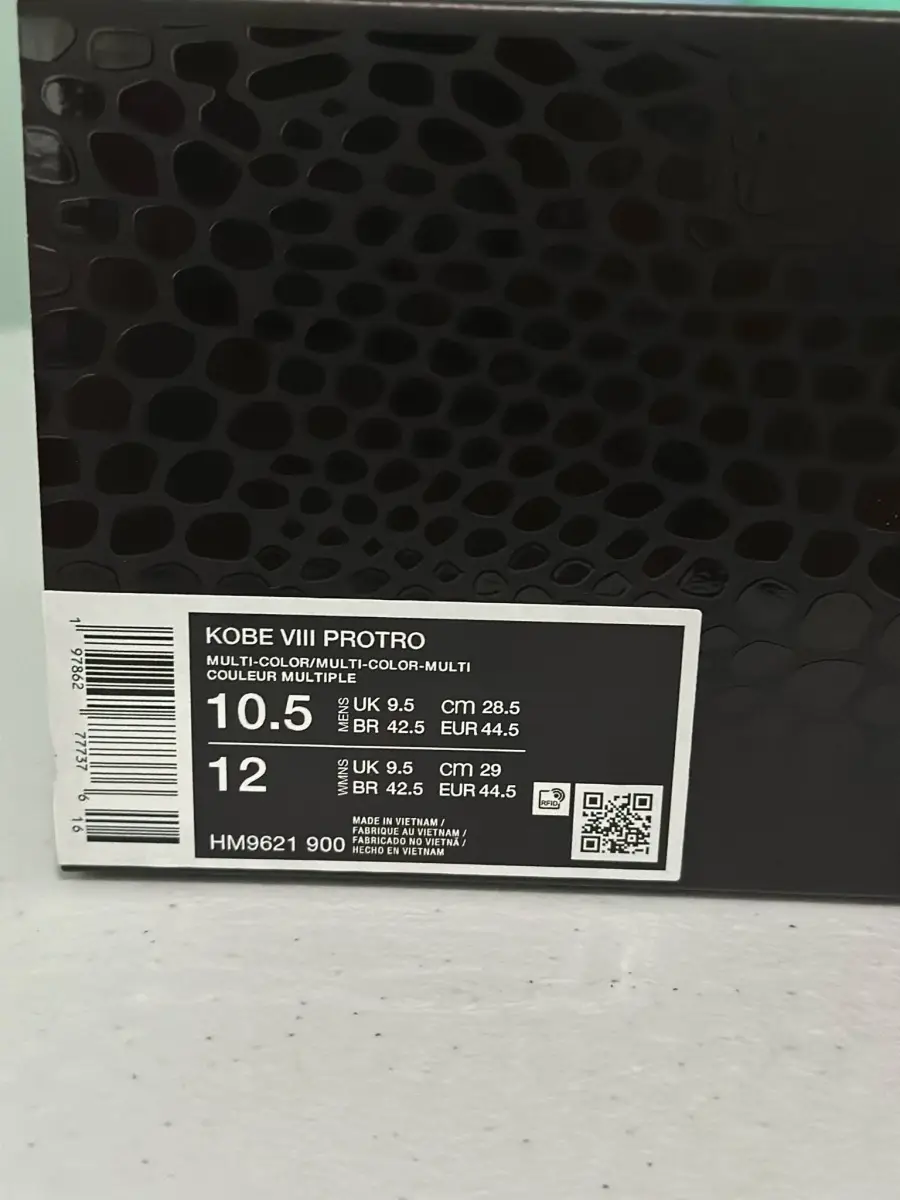 KOBE VIII PROTRO
MULTI-COLOR/MULTI-COLOR-MULTI
COULEUR MULTIPLE
10.5 MENS UK 9.5 CM 28.5
BR 42.5 EUR 44.5
12 WMNS UK 9.5 CM 29
BR 42.5 EUR 44.5
RFID
HM9621 900
MADE IN VIETNAM /
FABRIQUE AU VIETNAM /
FABRICADO NO VIETNÃ /
HECHO EN VIETNAM
1 97862 77737 6 16